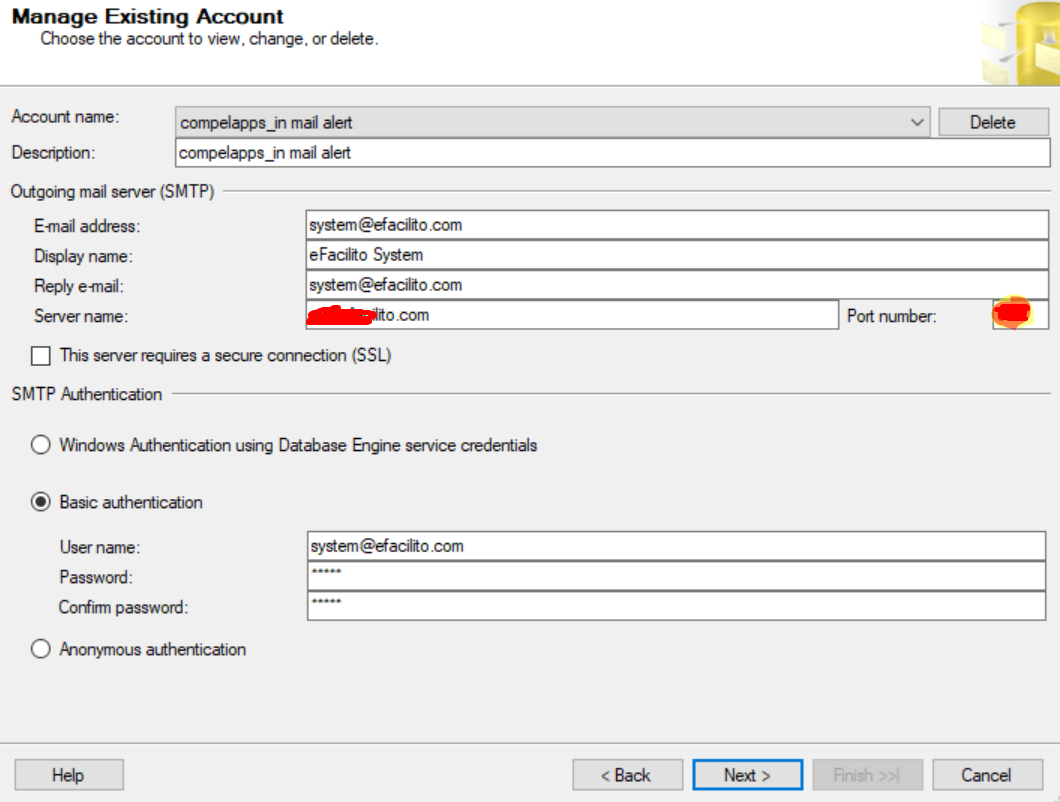 Manage Existing Account
Choose the account to view, change, or delete.
Account name: compelapps_in mail alert Delete
Description: compelapps_in mail alert
Outgoing mail server (SMTP)
E-mail address: system@efacilito.com
Display name: eFacilito System
Reply e-mail: system@efacilito.com
Server name: lito.com Port number:
This server requires a secure connection (SSL)
SMTP Authentication
Windows Authentication using Database Engine service credentials
Basic authentication
User name: system@efacilito.com
Password: *****
Confirm password: *****
Anonymous authentication
Help < Back Next > Finish >>| Cancel